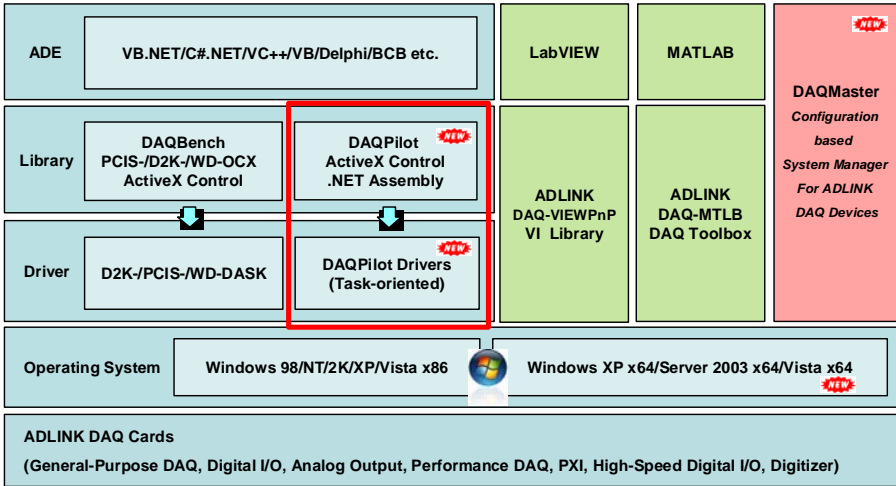 ADE
VB.NET/C#.NET/VC++/VB/Delphi/BCB etc.
LabVIEW
MATLAB
NEW
DAQMaster
Configuration
based
System Manager
For ADLINK
DAQ Devices
Library
DAQBench
PCIS-/D2K-/WD-OCX
ActiveX Control
DAQPilot
ActiveX Control
.NET Assembly
NEW
ADLINK
DAQ-VIEWPnP
VI Library
ADLINK
DAQ-MTLB
DAQ Toolbox
Driver
D2K-/PCIS-/WD-DASK
DAQPilot Drivers
(Task-oriented)
NEW
Operating System
Windows 98/NT/2K/XP/Vista x86
Windows XP x64/Server 2003 x64/Vista x64
NEW
ADLINK DAQ Cards
(General-Purpose DAQ, Digital I/O, Analog Output, Performance DAQ, PXI, High-Speed Digital I/O, Digitizer)